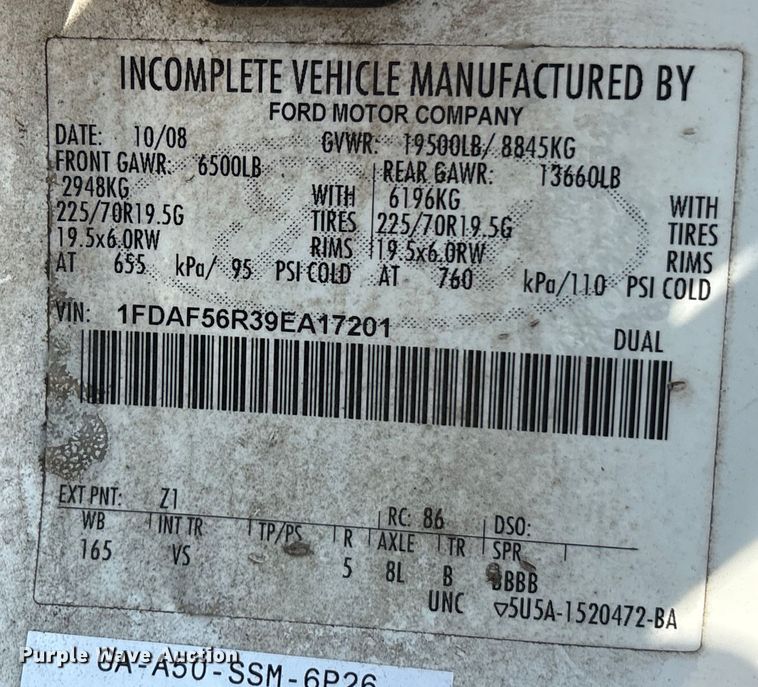 INCOMPLETE VEHICLE MANUFACTURED BY
FORD MOTOR COMPANY
DATE: 10/08 GVWR: 19500LB/ 8845KG
FRONT GAWR: 6500LB REAR GAWR: 13660LB
2948KG WITH 6196KG WITH
225/70R19.5G TIRES 225/70R19.5G TIRES
19.5x6.0RW RIMS 19.5x6.0RW RIMS
AT 655 kPa/ 95 PSI COLD AT 760 kPa/110 PSI COLD
VIN: 1FDAF56R39EA17201 DUAL
EXT PNT: Z1 RC: 86 DSO:
WB INT TR TP/PS R AXLE TR SPR
165 VS 5 8L B BBBB
UNC ▽5U5A-1520472-BA
Purple Wave Auction
-A50-SSM-6P26